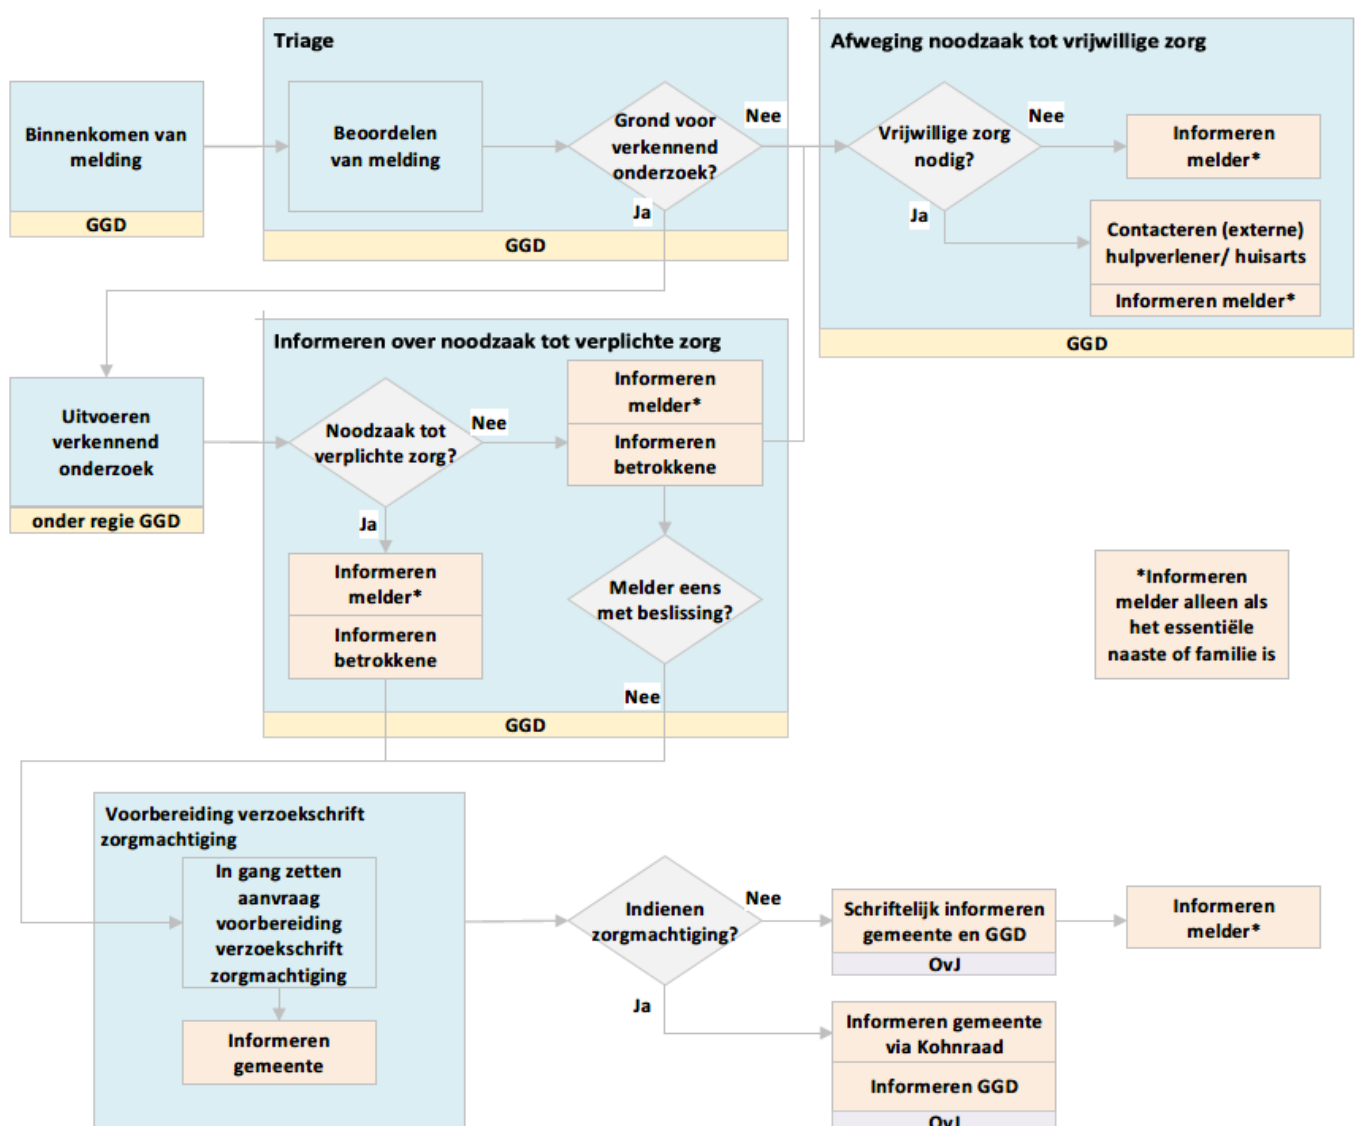 Triage
Afweging noodzaak tot vrijwillige zorg
Binnenkomen van
melding
GGD
Beoordelen
van melding
Grond voor
verkennend
onderzoek?
Nee
Ja
GGD
Vrijwillige zorg
nodig?
Nee
Ja
Informeren
melder*
Contacteren (externe)
hulpverlener/ huisarts
Informeren melder*
GGD
Uitvoeren
verkennend
onderzoek
onder regie GGD
Informeren over noodzaak tot verplichte zorg
Noodzaak tot
verplichte zorg?
Nee
Ja
Informeren
melder*
Informeren
betrokkene
Informeren
melder*
Informeren
betrokkene
Melder eens
met beslissing?
Nee
GGD
*Informeren
melder alleen als
het essentiële
naaste of familie is
Voorbereiding verzoekschrift
zorgmachtiging
In gang zetten
aanvraag
voorbereiding
verzoekschrift
zorgmachtiging
Informeren
gemeente
Indienen
zorgmachtiging?
Nee
Ja
Schriftelijk informeren
gemeente en GGD
OvJ
Informeren
melder*
Informeren gemeente
via Kohnraad
Informeren GGD
OvJ